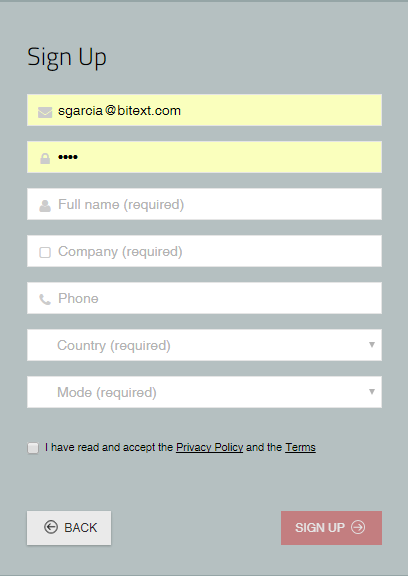 Sign Up
sgarcia@bitext.com
••••
Full name (required)
Company (required)
Phone
Country (required)
Mode (required)
I have read and accept the Privacy Policy and the Terms
BACK
SIGN UP